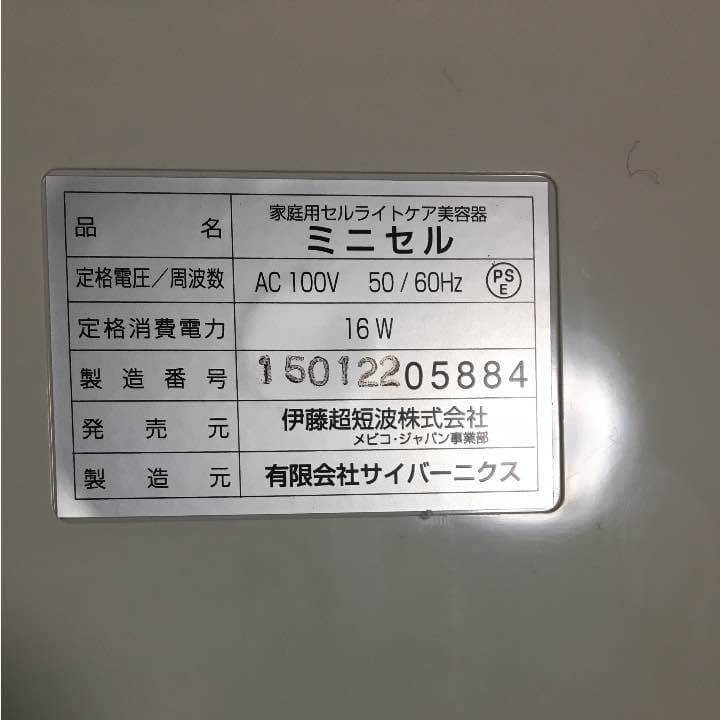 品名 家庭用セルライトケア美容器
ミニセル
定格電圧／周波数 AC 100V 50 / 60Hz PSE
定格消費電力 16 W
製造番号 15012205884
発売元 伊藤超短波株式会社
メビコ・ジャパン事業部
製造元 有限会社サイバーニクス